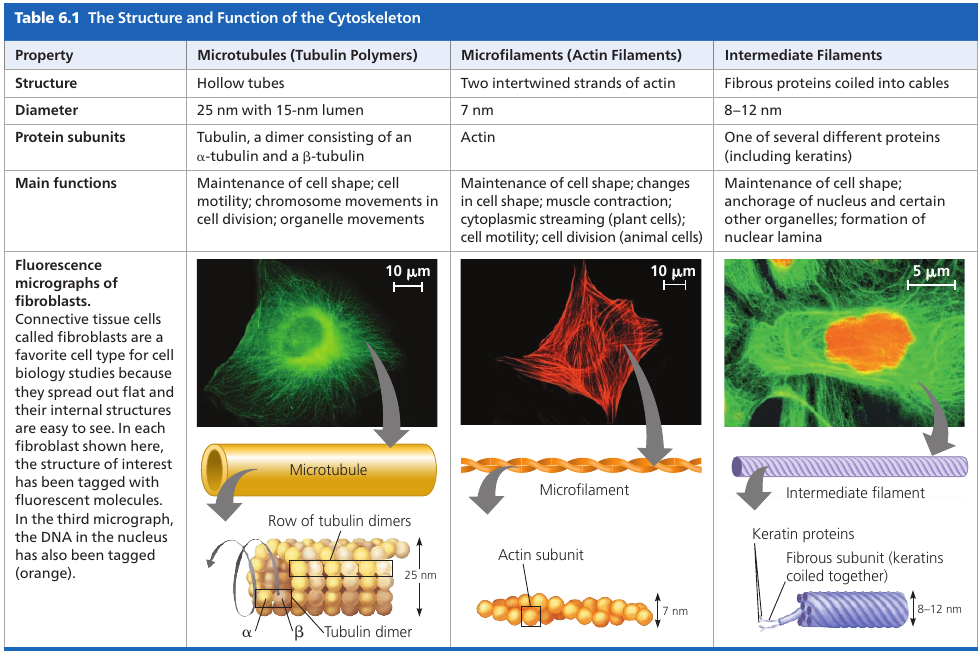 Table 6.1 The Structure and Function of the Cytoskeleton
Property
Microtubules (Tubulin Polymers)
Microfilaments (Actin Filaments)
Intermediate Filaments
Structure
Hollow tubes
Two intertwined strands of actin
Fibrous proteins coiled into cables
Diameter
25 nm with 15-nm lumen
7 nm
8–12 nm
Protein subunits
Tubulin, a dimer consisting of an
α-tubulin and a β-tubulin
Actin
One of several different proteins
(including keratins)
Main functions
Maintenance of cell shape; cell
motility; chromosome movements in
cell division; organelle movements
Maintenance of cell shape; changes
in cell shape; muscle contraction;
cytoplasmic streaming (plant cells);
cell motility; cell division (animal cells)
Maintenance of cell shape;
anchorage of nucleus and certain
other organelles; formation of
nuclear lamina
Fluorescence
micrographs of
fibroblasts.
Connective tissue cells
called fibroblasts are a
favorite cell type for cell
biology studies because
they spread out flat and
their internal structures
are easy to see. In each
fibroblast shown here,
the structure of interest
has been tagged with
fluorescent molecules.
In the third micrograph,
the DNA in the nucleus
has also been tagged
(orange).
10 μm
Microtubule
Row of tubulin dimers
25 nm
α
β
Tubulin dimer
10 μm
Microfilament
Actin subunit
7 nm
5 μm
Intermediate filament
Keratin proteins
Fibrous subunit (keratins
coiled together)
8–12 nm